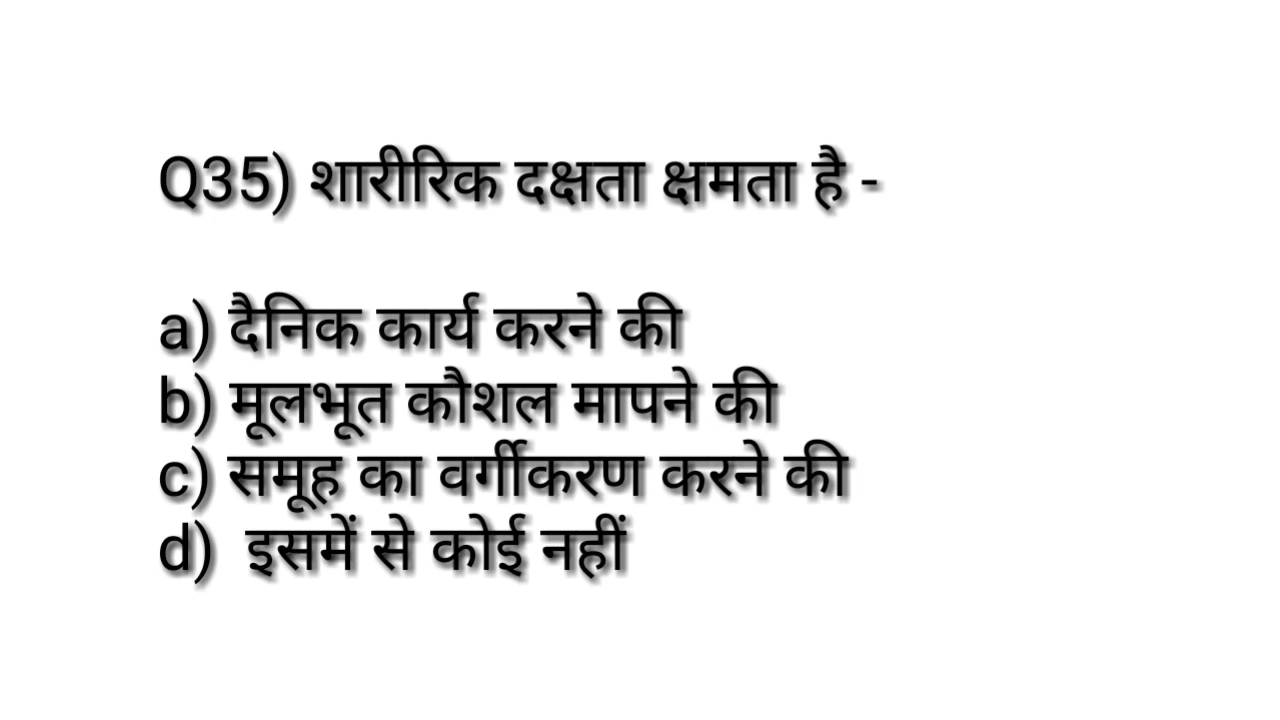 Q35) शारीरिक दक्षता क्षमता है -
a) दैनिक कार्य करने की
b) मूलभूत कौशल मापने की
c) समूह का वर्गीकरण करने की
d) इसमें से कोई नहीं